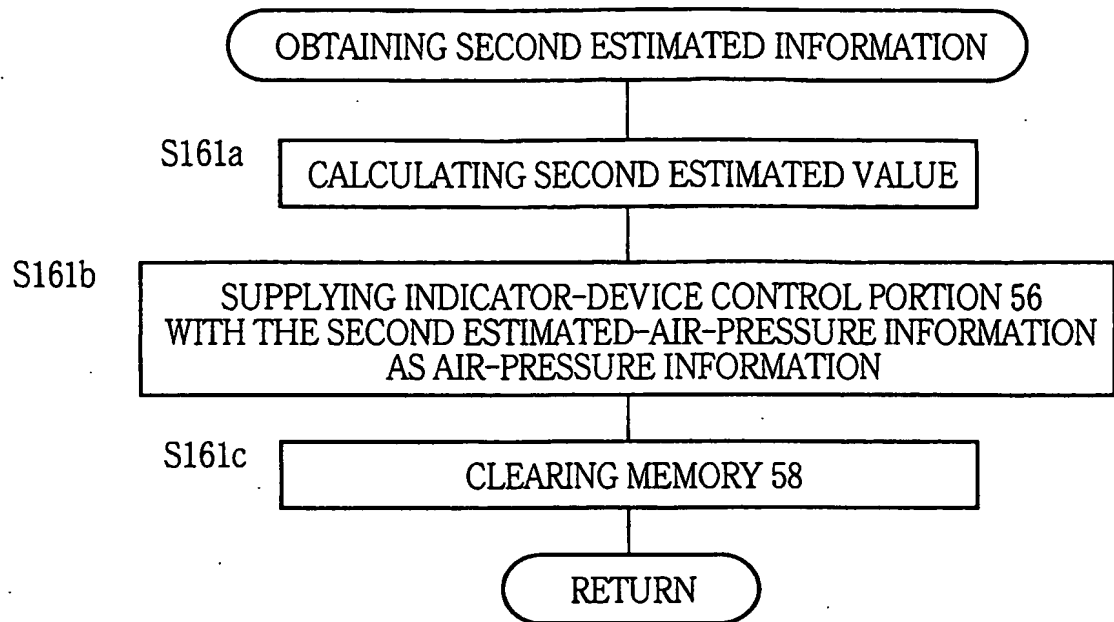 OBTAINING SECOND ESTIMATED INFORMATION
S161a
CALCULATING SECOND ESTIMATED VALUE
S161b
SUPPLYING INDICATOR-DEVICE CONTROL PORTION 56
WITH THE SECOND ESTIMATED-AIR-PRESSURE INFORMATION
AS AIR-PRESSURE INFORMATION
S161c
CLEARING MEMORY 58
RETURN